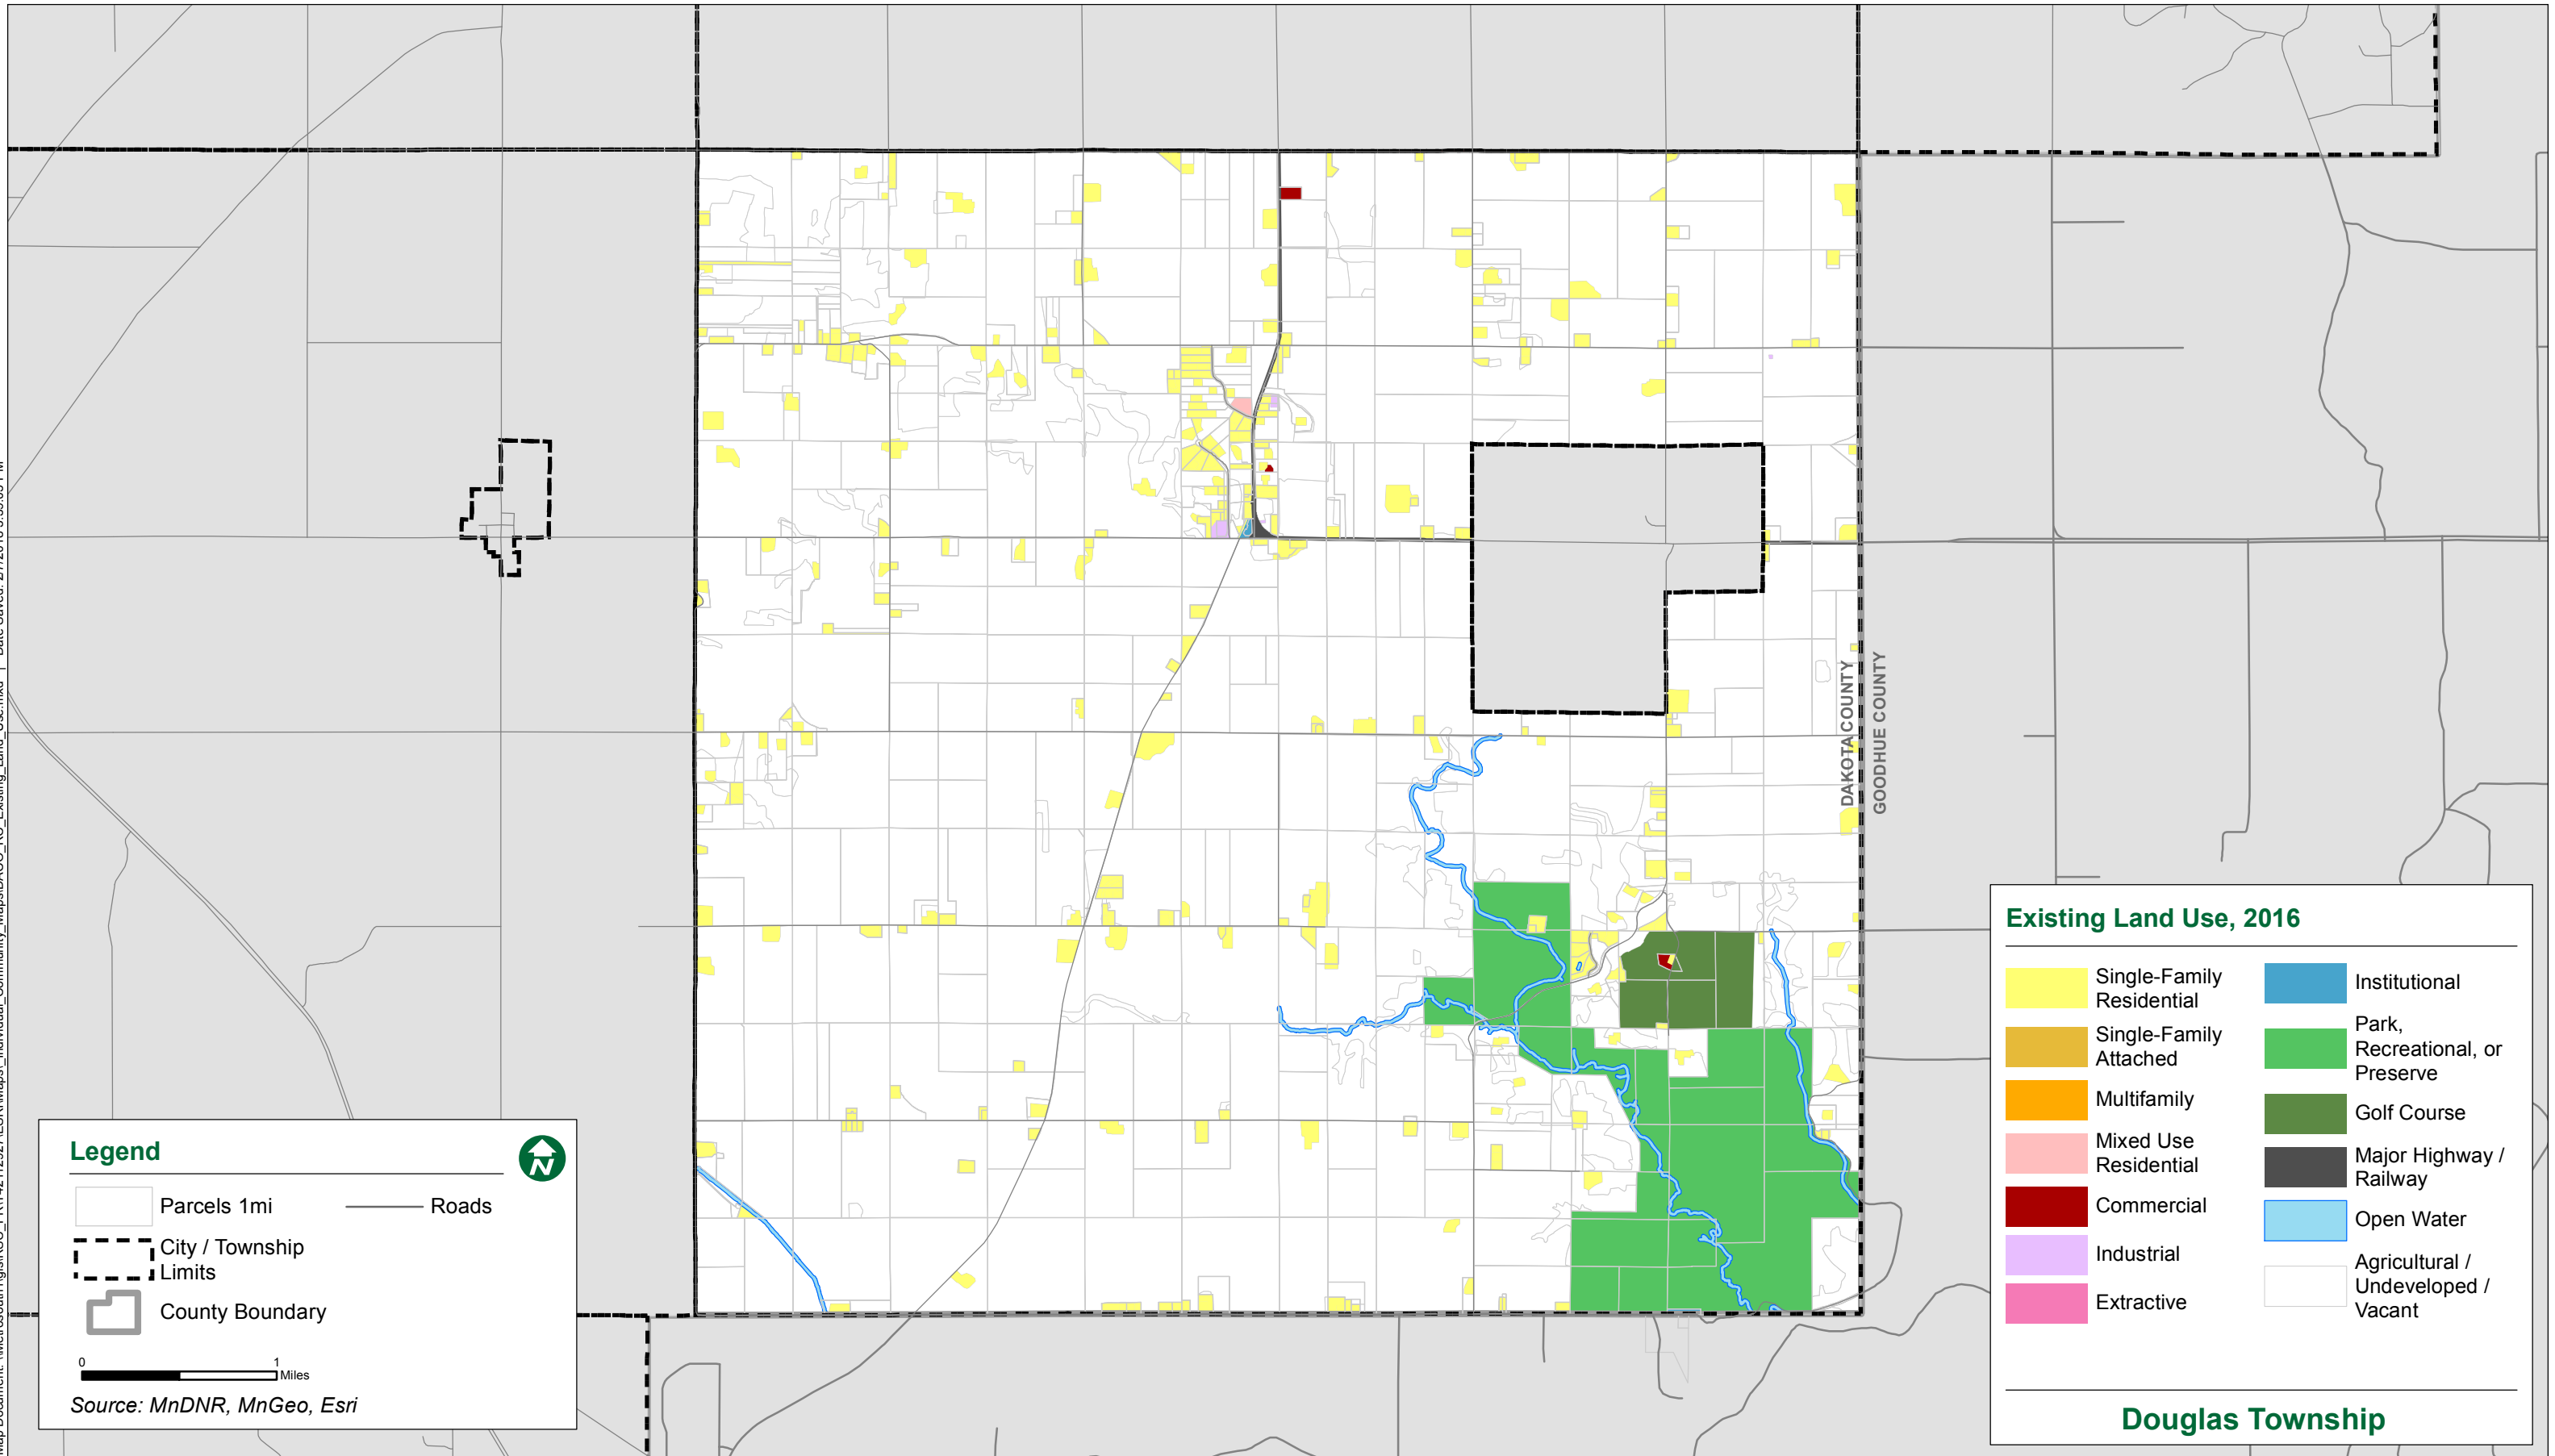 DAKOTA COUNTY
GOODHUE COUNTY
Legend
N
Parcels 1mi
Roads
City / Township
Limits
County Boundary
0 1
Miles
Source: MnDNR, MnGeo, Esri
Existing Land Use, 2016
Single-Family
Residential
Single-Family
Attached
Multifamily
Mixed Use
Residential
Commercial
Industrial
Extractive
Institutional
Park,
Recreational, or
Preserve
Golf Course
Major Highway /
Railway
Open Water
Agricultural /
Undeveloped /
Vacant
Douglas Township